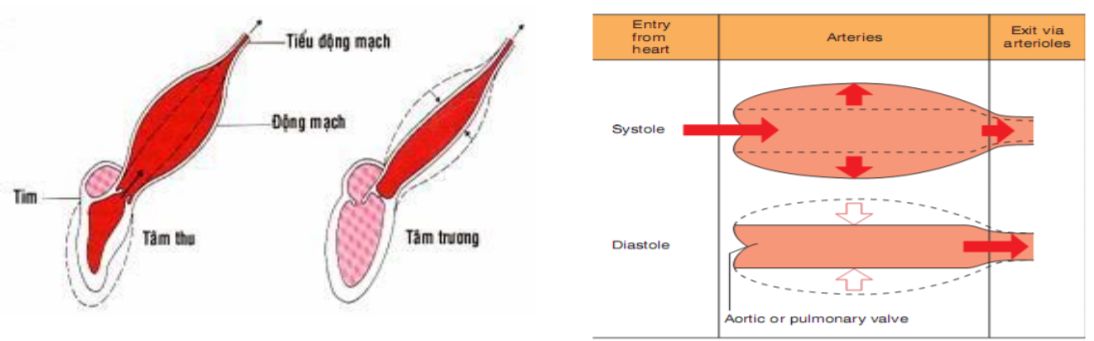 Tiểu động mạch
Động mạch
Tim
Tâm thu
Tâm trương
Entry
from
heart
Arteries
Exit via
arterioles
Systole
Diastole
Aortic or pulmonary valve